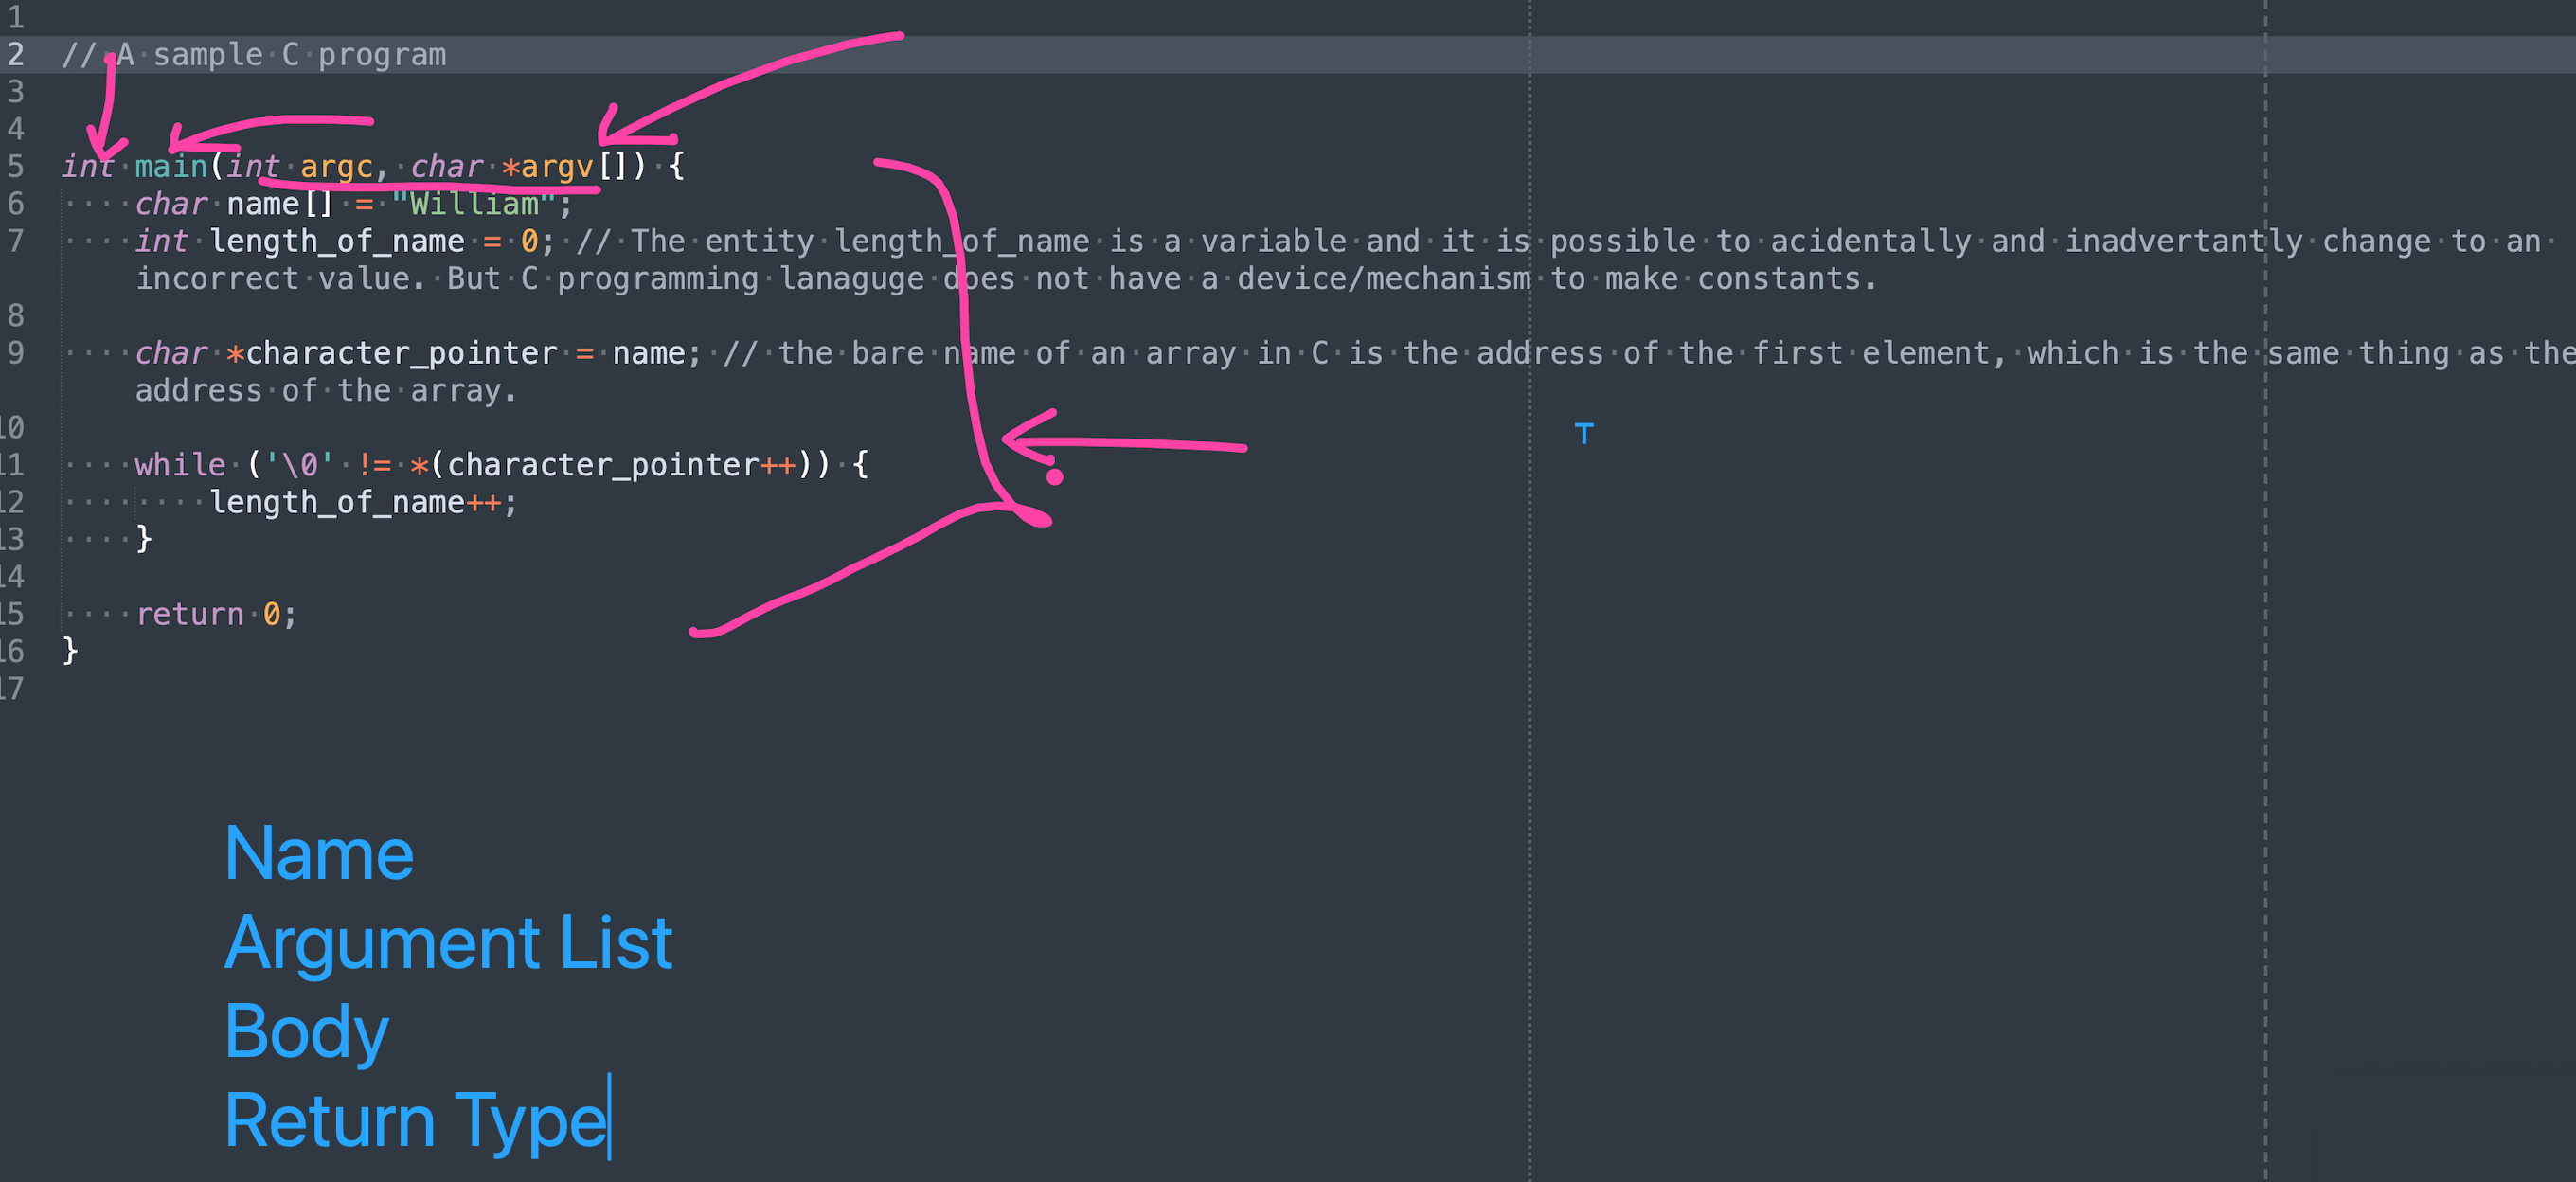 1
2 // A sample C program
3
4
5 int main(int argc, char *argv[]) {
6 char name[] = "William";
7 int length_of_name = 0; // The entity length_of_name is a variable and it is possible to acidentally and inadvertantly change to an
incorrect value. But C programming lanaguge does not have a device/mechanism to make constants.
8
9 char *character_pointer = name; // the bare name of an array in C is the address of the first element, which is the same thing as the
address of the array.
10
11 while ('\0' != *(character_pointer++)) {
12 length_of_name++;
13 }
14
15 return 0;
16 }
17
T
Name
Argument List
Body
Return Type